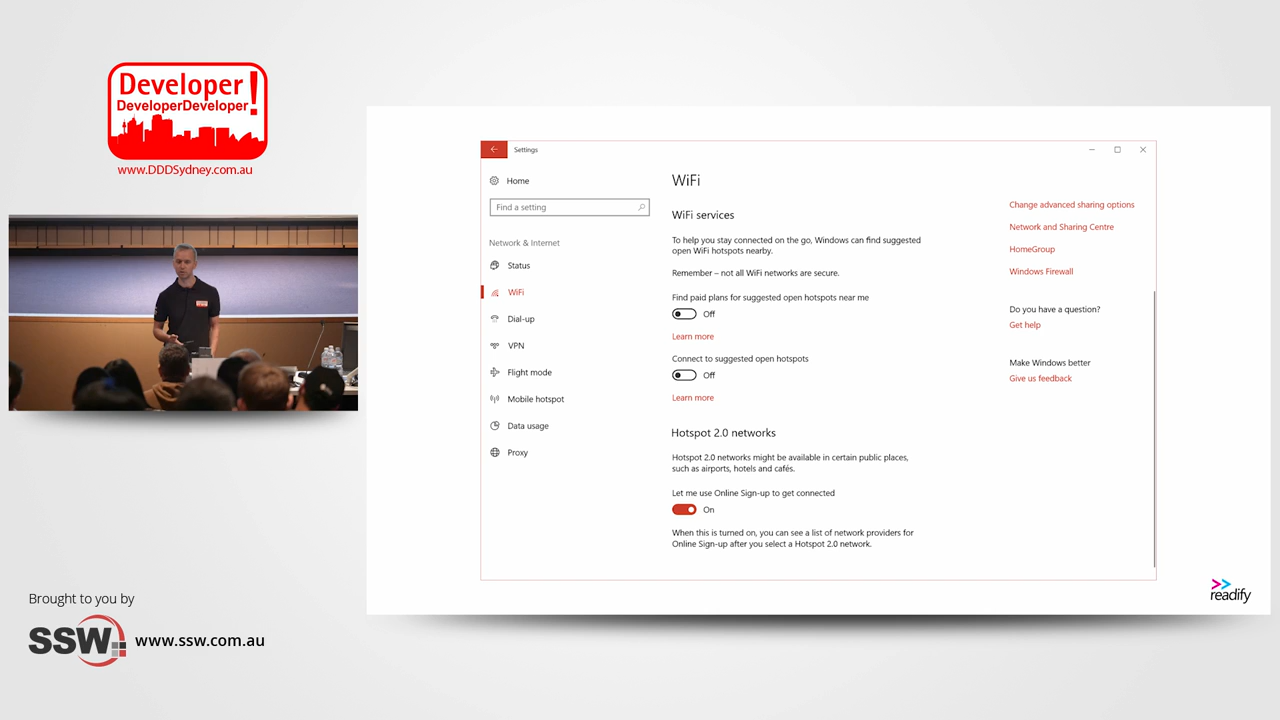 Developer!
DeveloperDeveloper
www.DDDSydney.com.au
Brought to you by
SSW
www.ssw.com.au
Settings
Home
Find a setting
Network & Internet
Status
WiFi
Dial-up
VPN
Flight mode
Mobile hotspot
Data usage
Proxy
WiFi
WiFi services
To help you stay connected on the go, Windows can find suggested
open WiFi hotspots nearby.
Remember – not all WiFi networks are secure.
Find paid plans for suggested open hotspots near me
Off
Learn more
Connect to suggested open hotspots
Off
Learn more
Hotspot 2.0 networks
Hotspot 2.0 networks might be available in certain public places,
such as airports, hotels and cafés.
Let me use Online Sign-up to get connected
On
When this is turned on, you can see a list of network providers for
Online Sign-up after you select a Hotspot 2.0 network.
Change advanced sharing options
Network and Sharing Centre
HomeGroup
Windows Firewall
Do you have a question?
Get help
Make Windows better
Give us feedback
readify